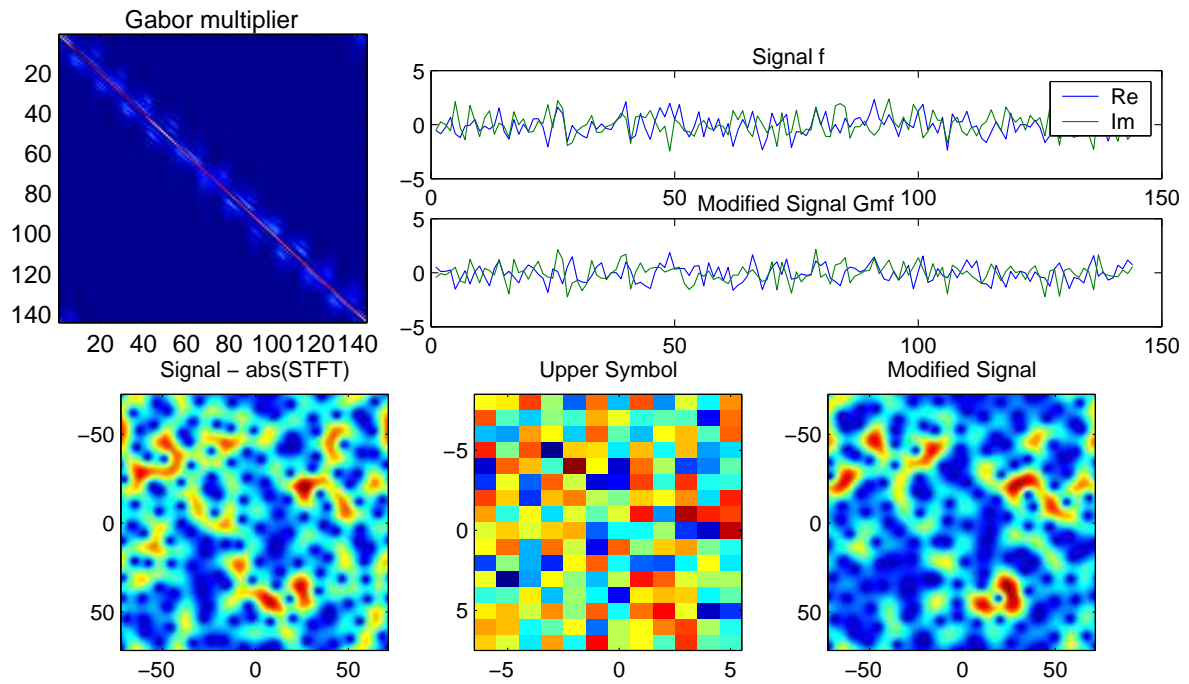 Gabor multiplier
20
40
60
80
100
120
140
20 40 60 80 100 120 140
Signal f
5
0
−5
0 50 100 150
Re
Im
Modified Signal Gmf
5
0
−5
0 50 100 150
Signal − abs(STFT)
−50
0
50
−50 0 50
Upper Symbol
−5
0
5
−5 0 5
Modified Signal
−50
0
50
−50 0 50